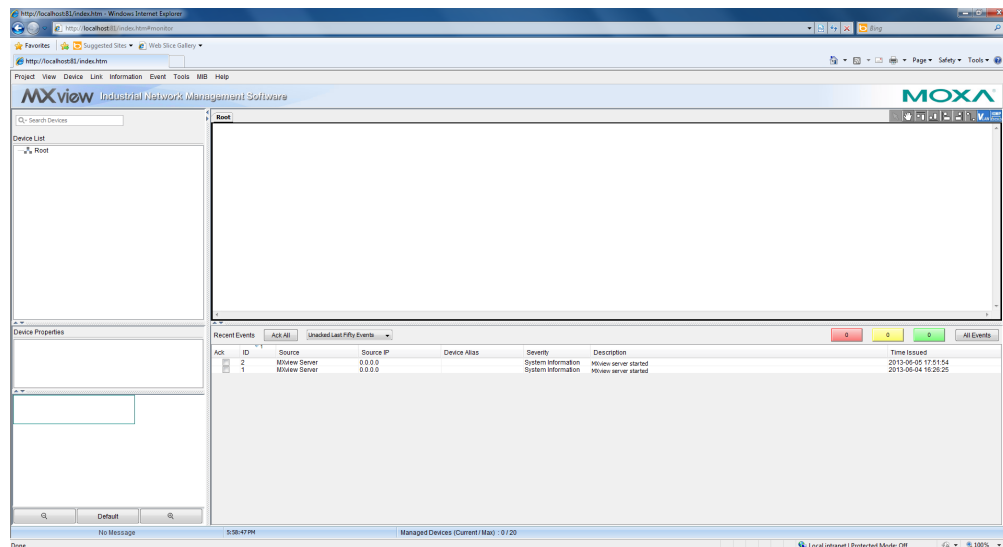 http://localhost:81/index.htm - Windows Internet Explorer
http://localhost:81/index.htm#monitor
Bing
Favorites Suggested Sites Web Slice Gallery
http://localhost:81/index.htm
Page Safety Tools
Project View Device Link Information Event Tools MIB Help
MXview Industrial Network Management Software
MOXA
Search Devices
Root
Device List
Root
Device Properties
Recent Events Ack All Unacked Last Fifty Events 0 0 0 All Events
Ack ID Source Source IP Device Alias Severity Description Time Issued
2 MXview Server 0.0.0.0 System Information MXview server started 2013-06-05 17:51:54
1 MXview Server 0.0.0.0 System Information MXview server started 2013-06-04 16:26:25
Default
No Message 5:58:47 PM Managed Devices (Current / Max) : 0 / 20
Done Local intranet | Protected Mode: Off 100%